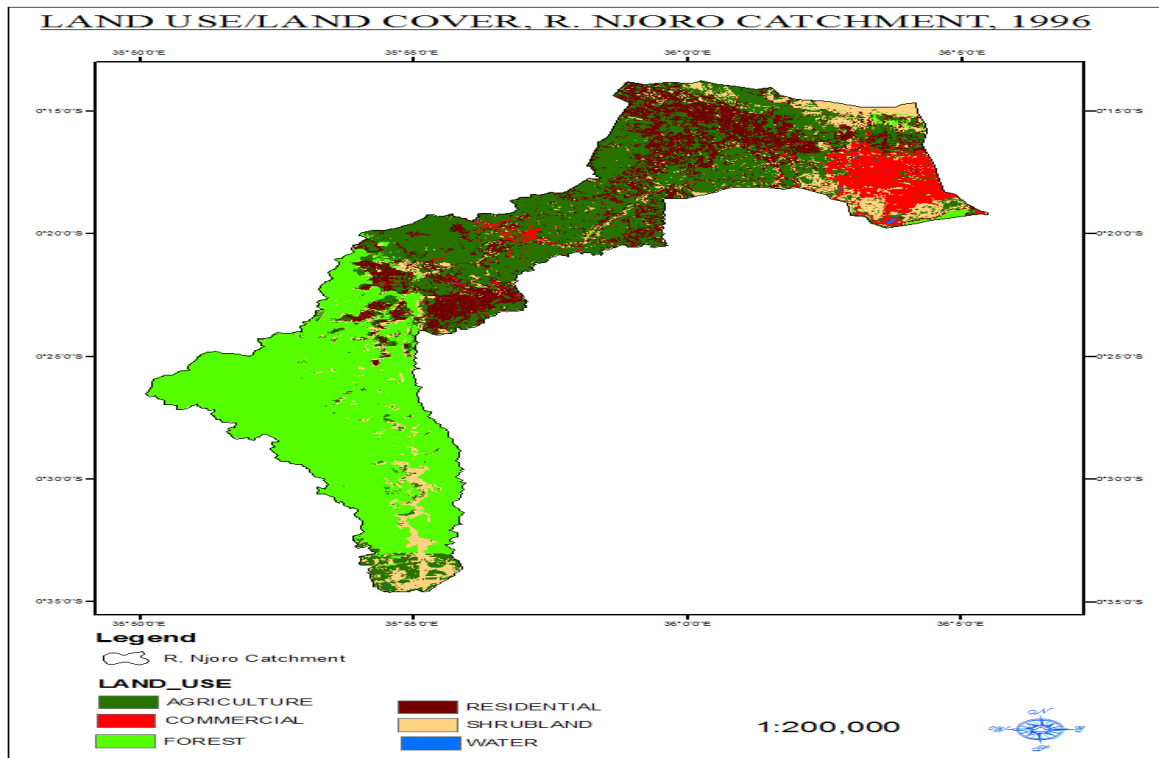 LAND USE/LAND COVER, R. NJORO CATCHMENT, 1996
35°50'0"E 35°55'0"E 36°0'0"E 36°5'0"E
0°15'0"S 0°15'0"S
0°20'0"S 0°20'0"S
0°25'0"S 0°25'0"S
0°30'0"S 0°30'0"S
0°35'0"S 0°35'0"S
35°50'0"E 35°55'0"E 36°0'0"E 36°5'0"E
Legend
R, Njoro Catchment
LAND_USE
AGRICULTURE RESIDENTIAL
COMMERCIAL SHRUBLAND
FOREST WATER
1:200,000